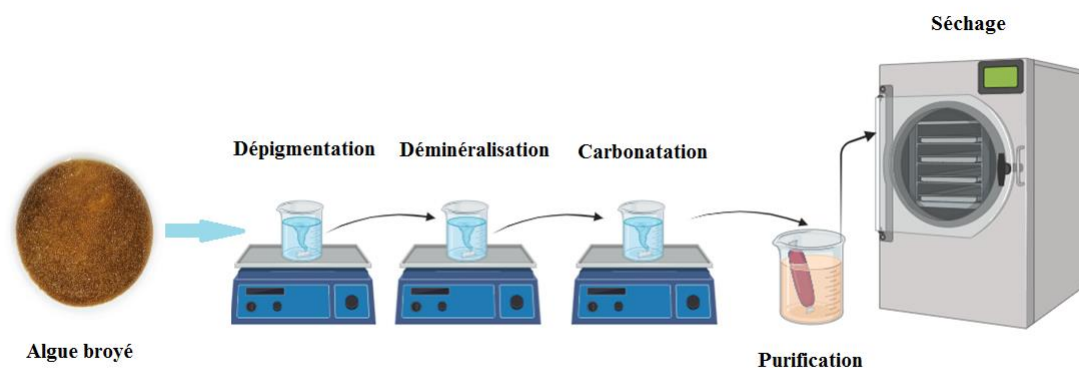 Séchage
Dépigmentation
Déminéralisation
Carbonatation
Algue broyé
Purification